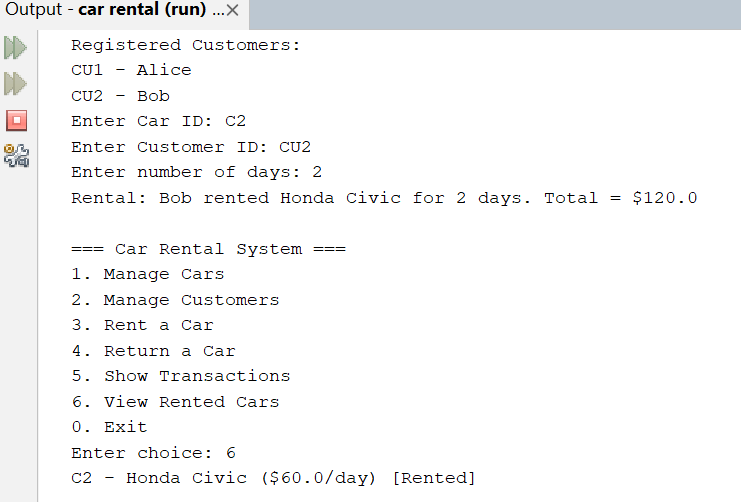 Output - car rental (run) ...
Registered Customers:
CU1 - Alice
CU2 - Bob
Enter Car ID: C2
Enter Customer ID: CU2
Enter number of days: 2
Rental: Bob rented Honda Civic for 2 days. Total = $120.0
=== Car Rental System ===
1. Manage Cars
2. Manage Customers
3. Rent a Car
4. Return a Car
5. Show Transactions
6. View Rented Cars
0. Exit
Enter choice: 6
C2 - Honda Civic ($60.0/day) [Rented]